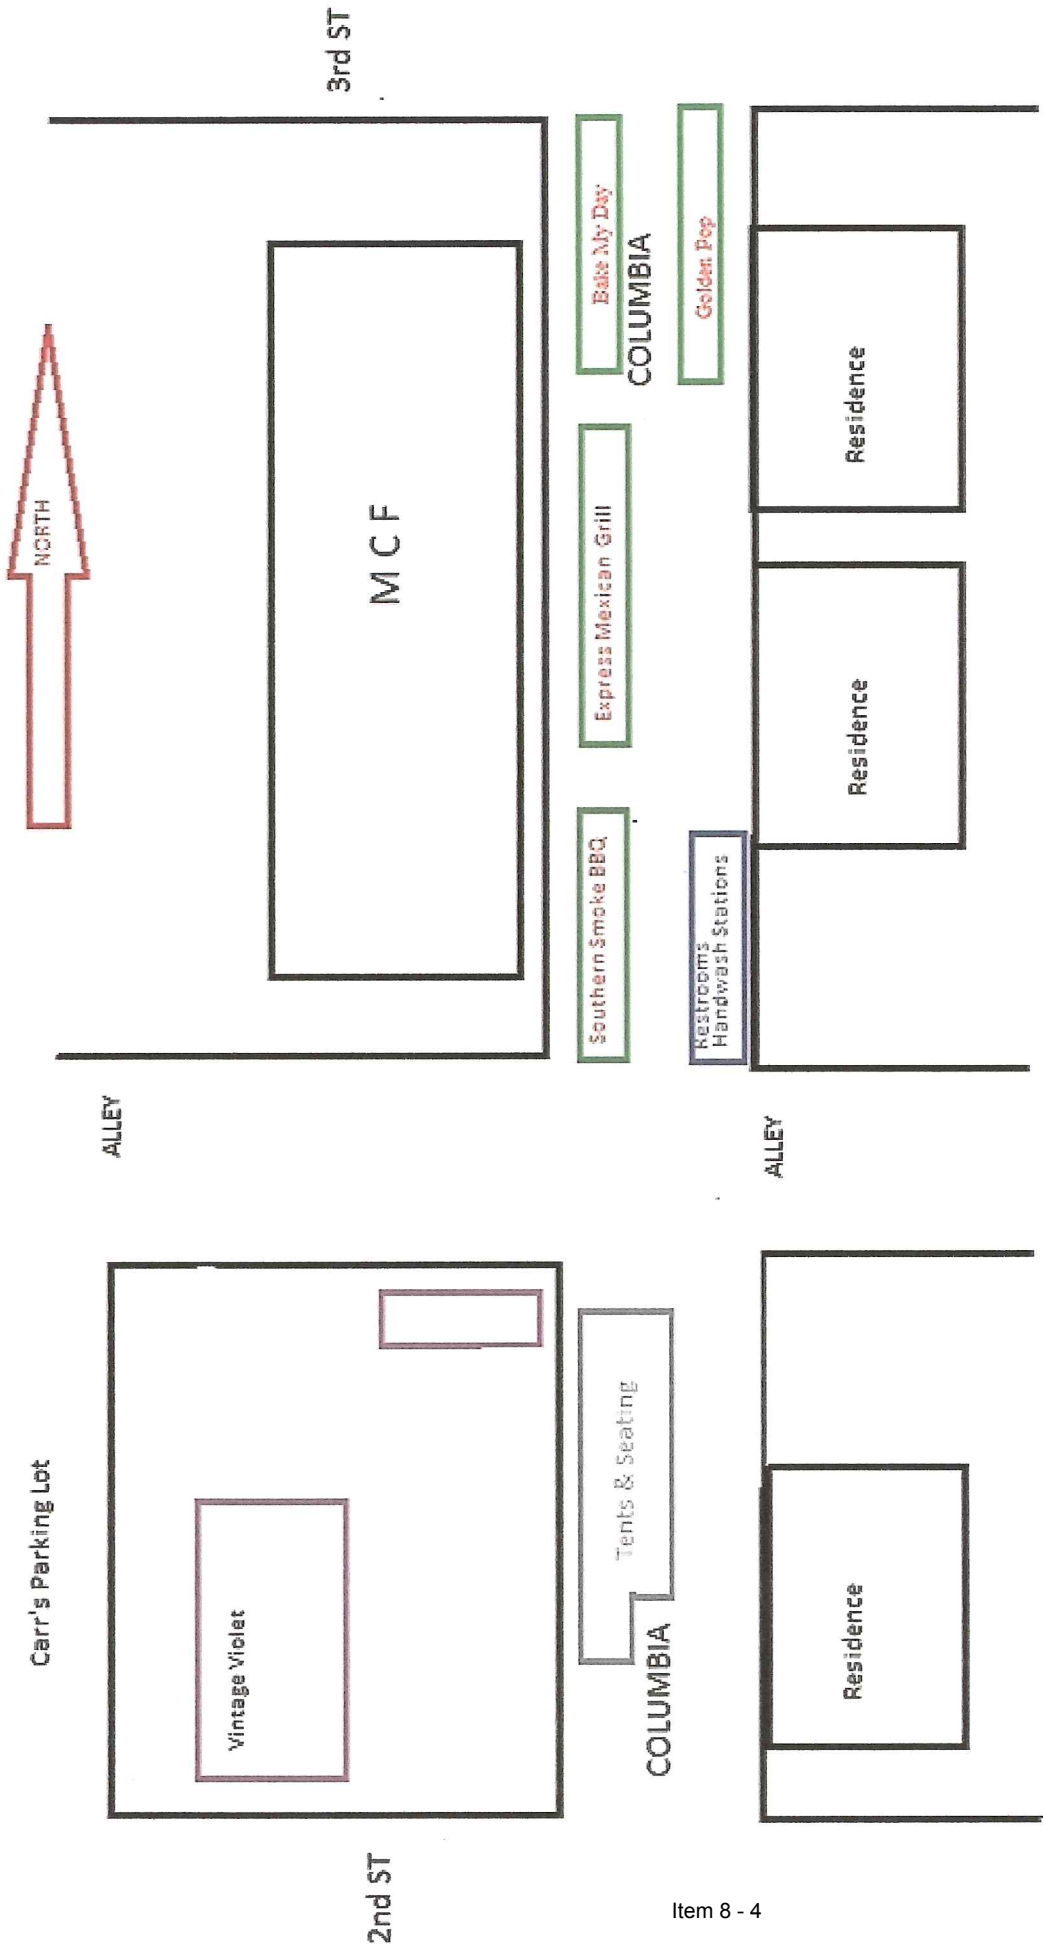 Carr's Parking Lot
NORTH
2nd ST
ALLEY
3rd ST
Vintage Violet
M C F
Southern Smoke BBQ
Express Mexican Grill
Bake My Day
Tents & Seating
COLUMBIA
COLUMBIA
Restrooms
Handwash Stations
Golden Pop
ALLEY
Residence
Residence
Residence
Item 8 - 4